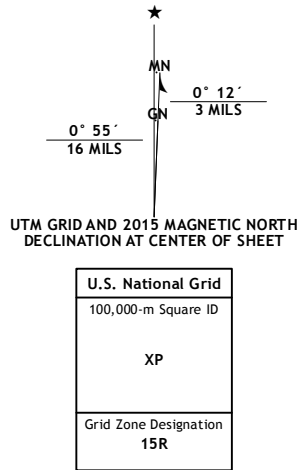 ★
MN
GN
0° 12´
3 MILS
0° 55´
16 MILS
UTM GRID AND 2015 MAGNETIC NORTH
DECLINATION AT CENTER OF SHEET
U.S. National Grid
100,000-m Square ID
XP
Grid Zone Designation
15R